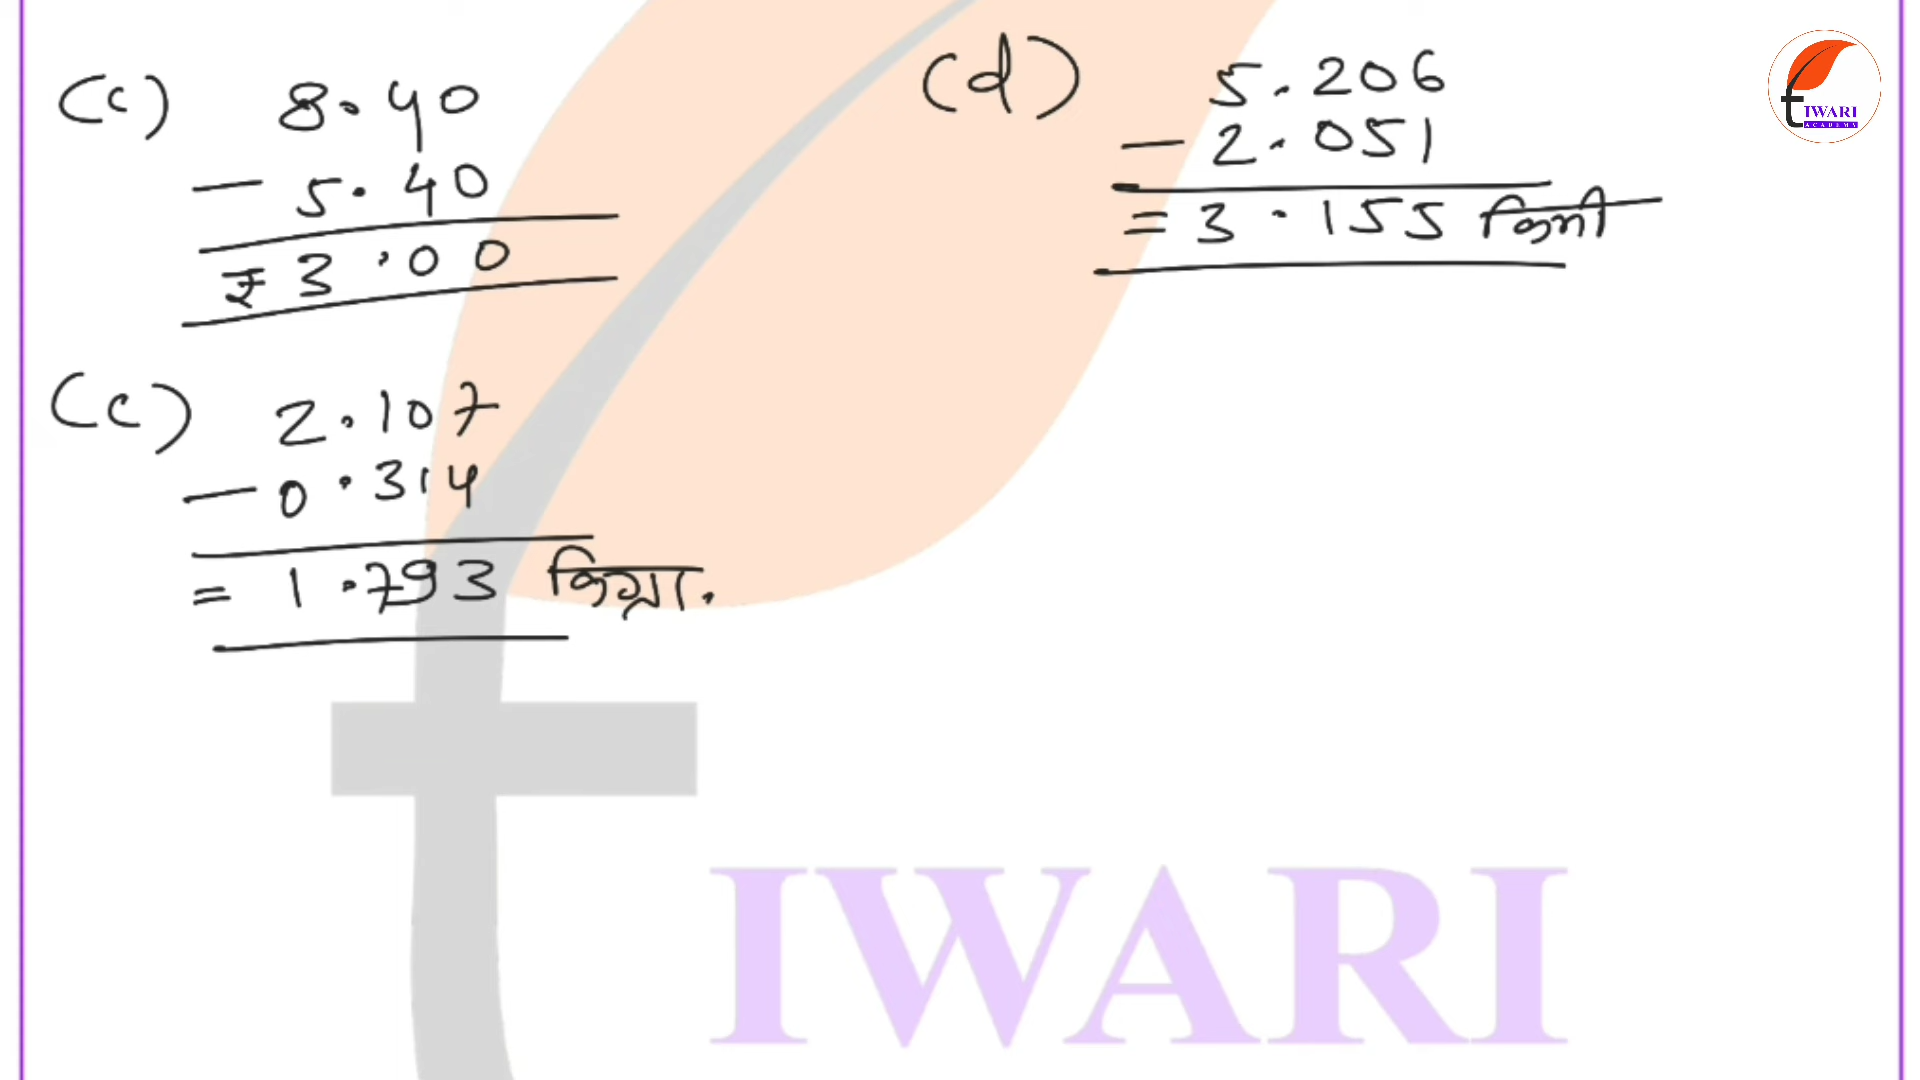 (c) 8.40
- 5.40
₹ 3.00
(d) 5.206
- 2.051
= 3.155 किमी
(c) 2.107
- 0.314
= 1.793 किग्रा.
IWARI
ACADEMY
tIWARI